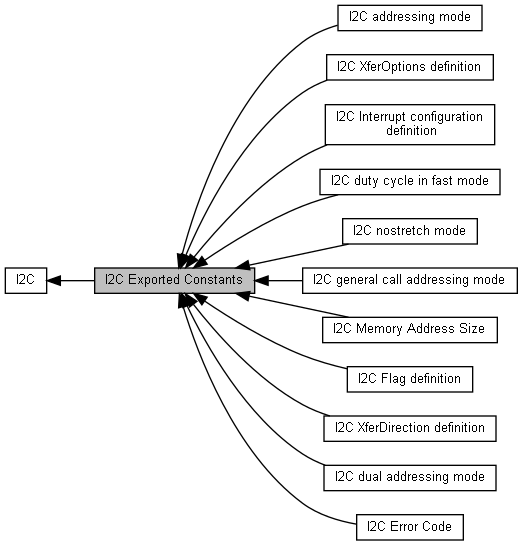 I2C addressing mode
I2C XferOptions definition
I2C Interrupt configuration
definition
I2C duty cycle in fast mode
I2C nostretch mode
I2C
I2C Exported Constants
I2C general call addressing mode
I2C Memory Address Size
I2C Flag definition
I2C XferDirection definition
I2C dual addressing mode
I2C Error Code